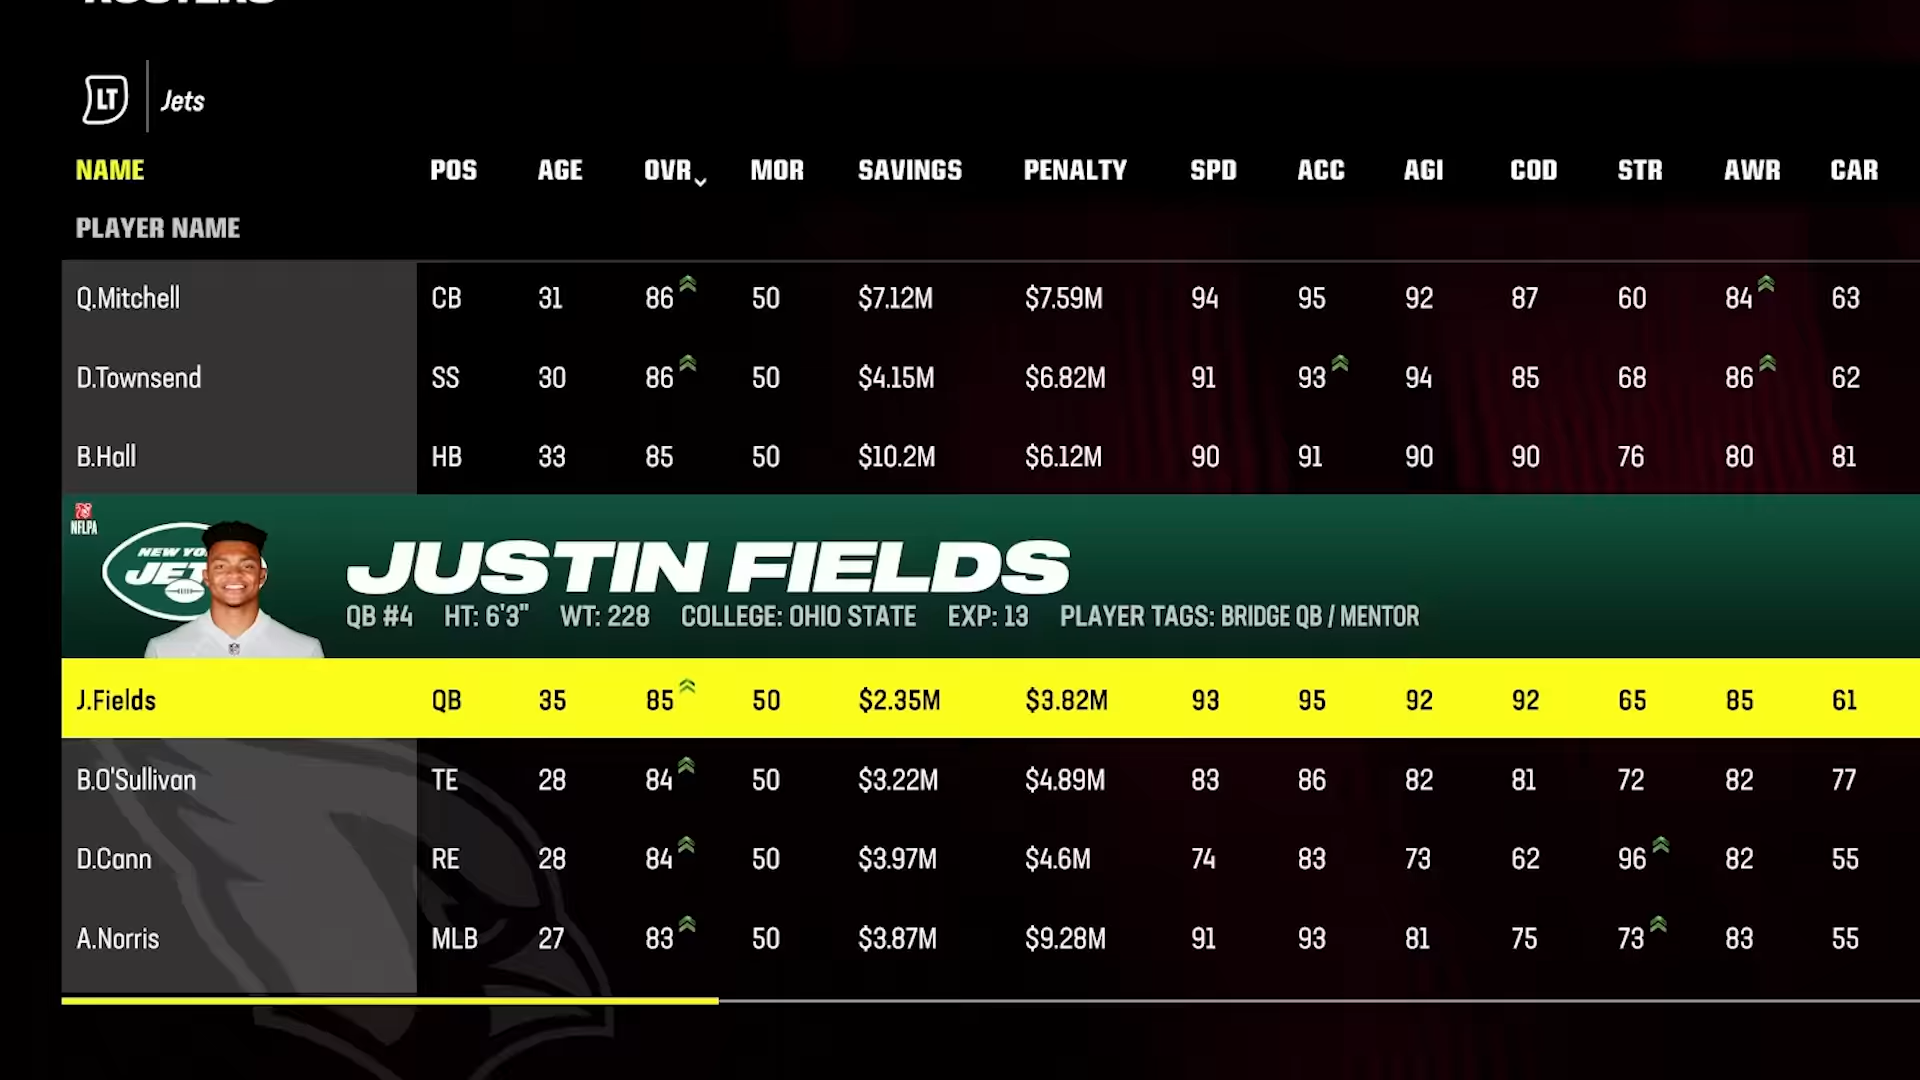 ROSTERS
LT Jets
NAME POS AGE OVR MOR SAVINGS PENALTY SPD ACC AGI COD STR AWR CAR
PLAYER NAME
Q.Mitchell CB 31 86 50 $7.12M $7.59M 94 95 92 87 60 84 63
D.Townsend SS 30 86 50 $4.15M $6.82M 91 93 94 85 68 86 62
B.Hall HB 33 85 50 $10.2M $6.12M 90 91 90 90 76 80 81
NFLPA
NEW YO
JET
JUSTIN FIELDS
QB #4 HT: 6'3" WT: 228 COLLEGE: OHIO STATE EXP: 13 PLAYER TAGS: BRIDGE QB / MENTOR
J.Fields QB 35 85 50 $2.35M $3.82M 93 95 92 92 65 85 61
B.O'Sullivan TE 28 84 50 $3.22M $4.89M 83 86 82 81 72 82 77
D.Cann RE 28 84 50 $3.97M $4.6M 74 83 73 62 96 82 55
A.Norris MLB 27 83 50 $3.87M $9.28M 91 93 81 75 73 83 55